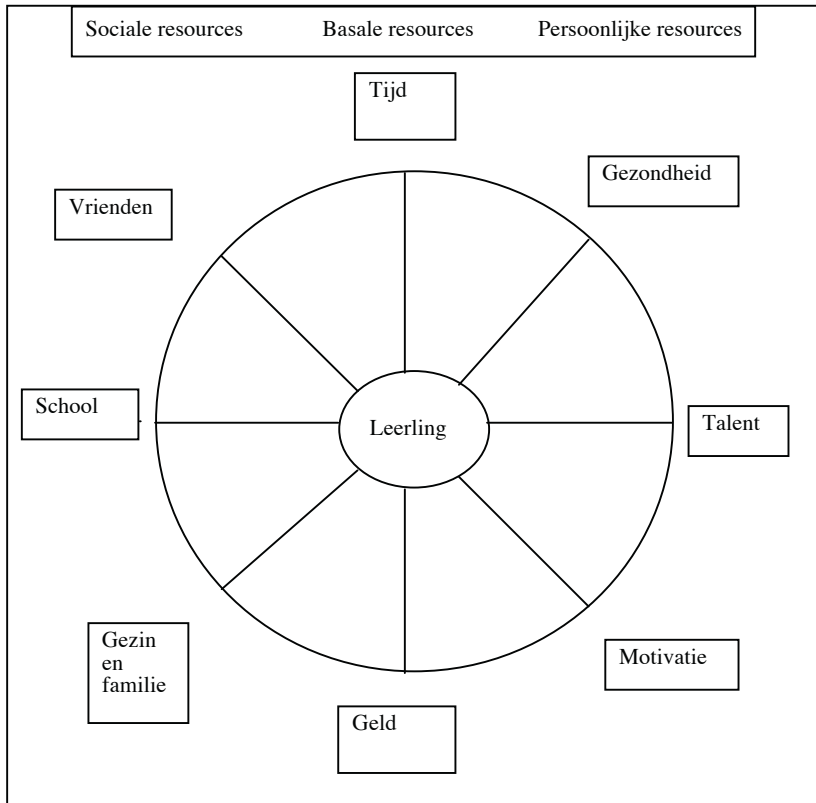 Sociale resources Basale resources Persoonlijke resources
Tijd
Gezondheid
Vrienden
School
Leerling
Talent
Gezin
en
familie
Motivatie
Geld